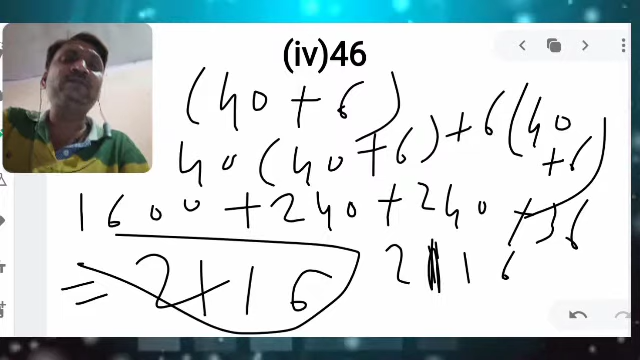 (iv)46
(40 + 6)
40 (40 + 6) + 6 (40 + 6)
1600 + 240 + 240 + 36
= 2116
2116